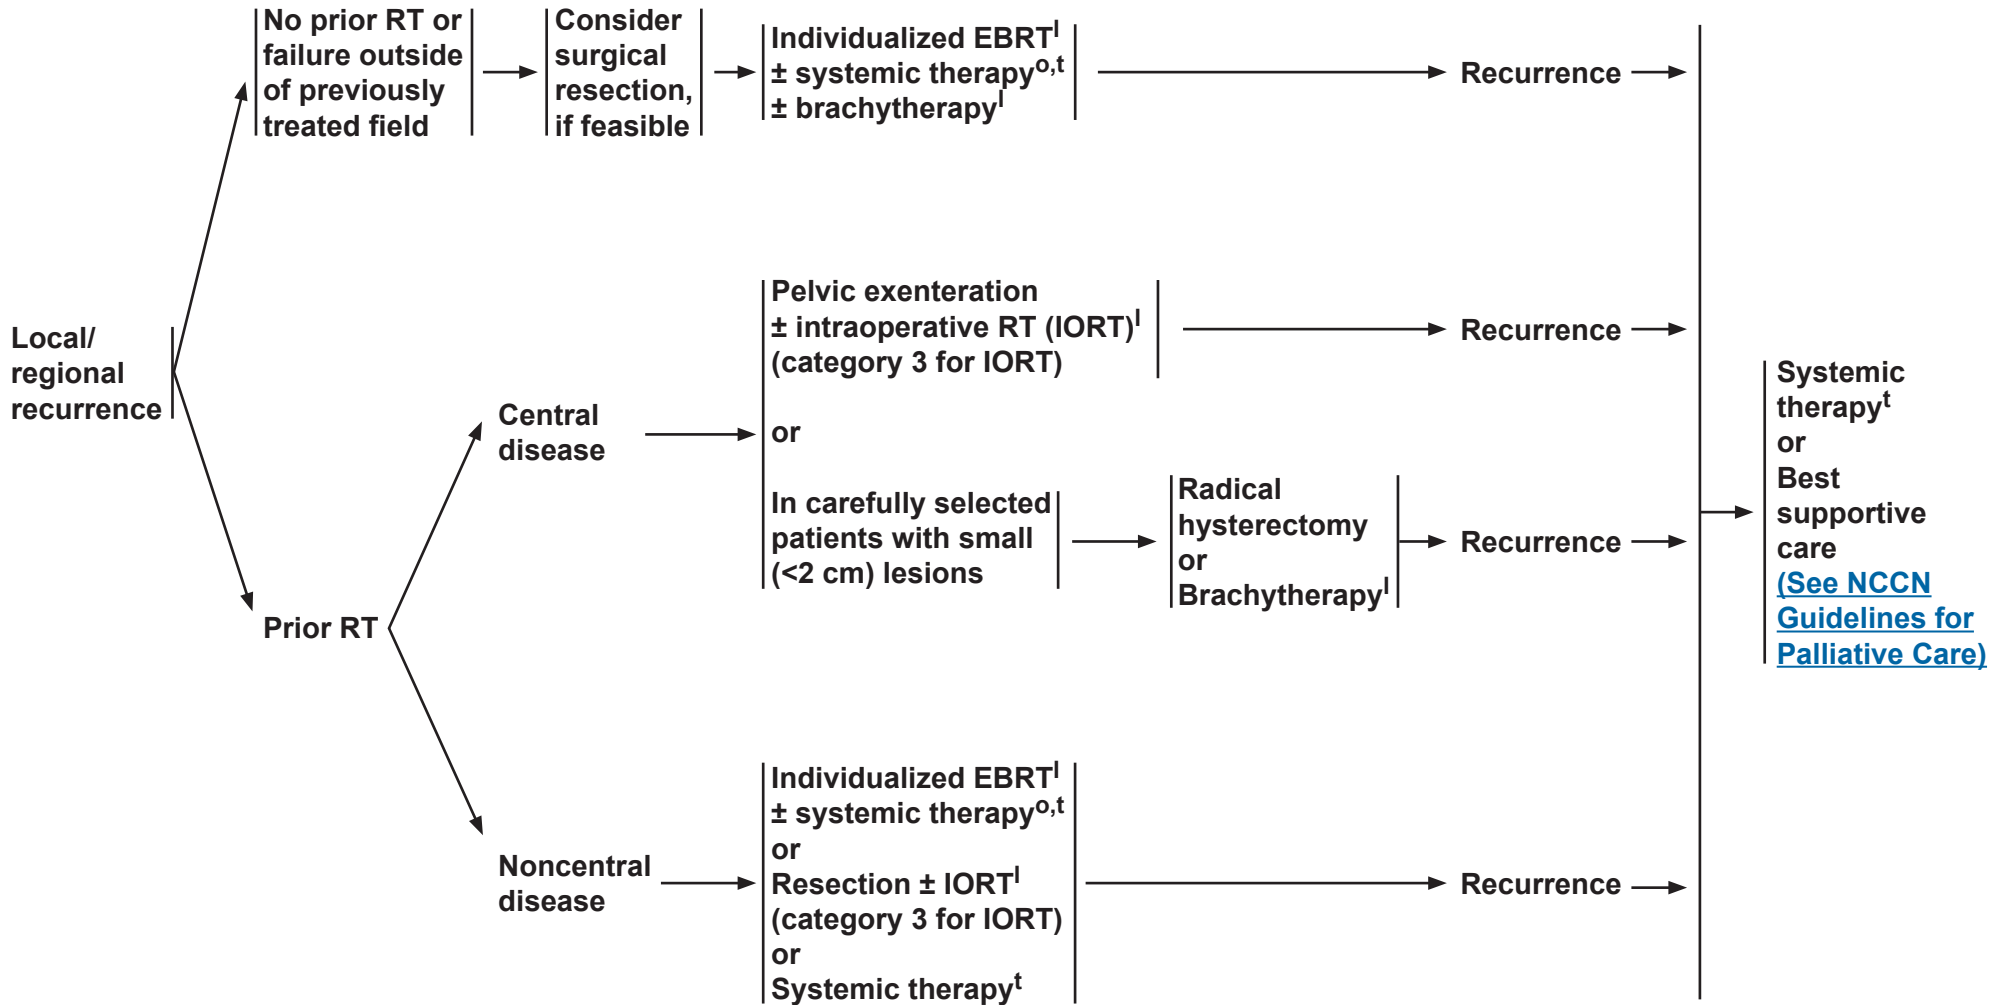 No prior RT or
failure outside
of previously
treated field
Consider
surgical
resection,
if feasible
Individualized EBRTˡ
± systemic therapyᵒ,ᵗ
± brachytherapyˡ
Recurrence
Local/
regional
recurrence
Pelvic exenteration
± intraoperative RT (IORT)ˡ
(category 3 for IORT)
Recurrence
Central
disease
or
In carefully selected
patients with small
(<2 cm) lesions
Radical
hysterectomy
or
Brachytherapyˡ
Recurrence
Prior RT
Noncentral
disease
Individualized EBRTˡ
± systemic therapyᵒ,ᵗ
or
Resection ± IORTˡ
(category 3 for IORT)
or
Systemic therapyᵗ
Recurrence
Systemic
therapyᵗ
or
Best
supportive
care
(See NCCN
Guidelines for
Palliative Care)